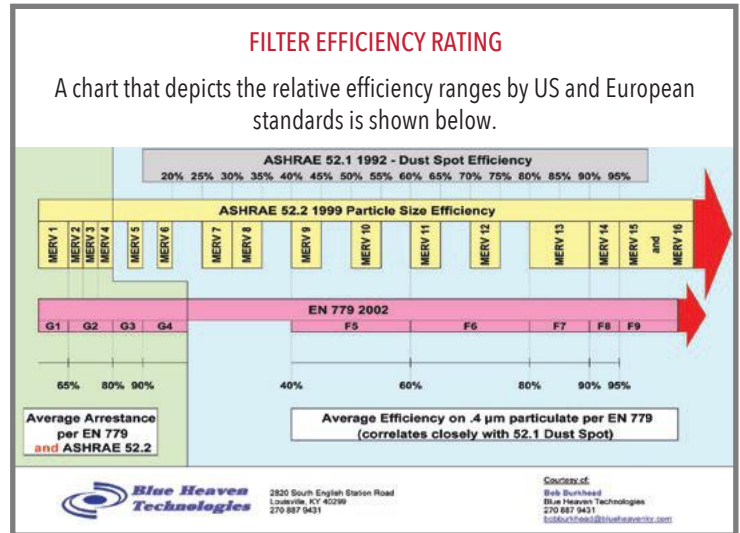 FILTER EFFICIENCY RATING
A chart that depicts the relative efficiency ranges by US and European
standards is shown below.
ASHRAE 52.1 1992 - Dust Spot Efficiency
20% 25% 30% 35% 40% 45% 50% 55% 60% 65% 70% 75% 80% 85% 90% 95%
ASHRAE 52.2 1999 Particle Size Efficiency
MERV 1 MERV 2 MERV 3 MERV 4 MERV 5 MERV 6 MERV 7 MERV 8 MERV 9 MERV 10 MERV 11 MERV 12 MERV 13 MERV 14 MERV 15 and MERV 16
EN 779 2002
G1 G2 G3 G4 F5 F6 F7 F8 F9
65% 80% 90% 40% 60% 80% 90% 95%
Average Arrestance
per EN 779
and ASHRAE 52.2
Average Efficiency on .4 µm particulate per EN 779
(correlates closely with 52.1 Dust Spot)
Blue Heaven
Technologies
2820 South English Station Road
Louisville, KY 40299
270 887 9431
Courtesy of:
Bob Burkhead
Blue Heaven Technologies
270 887 9431
bobburkhead@blueheavenky.com